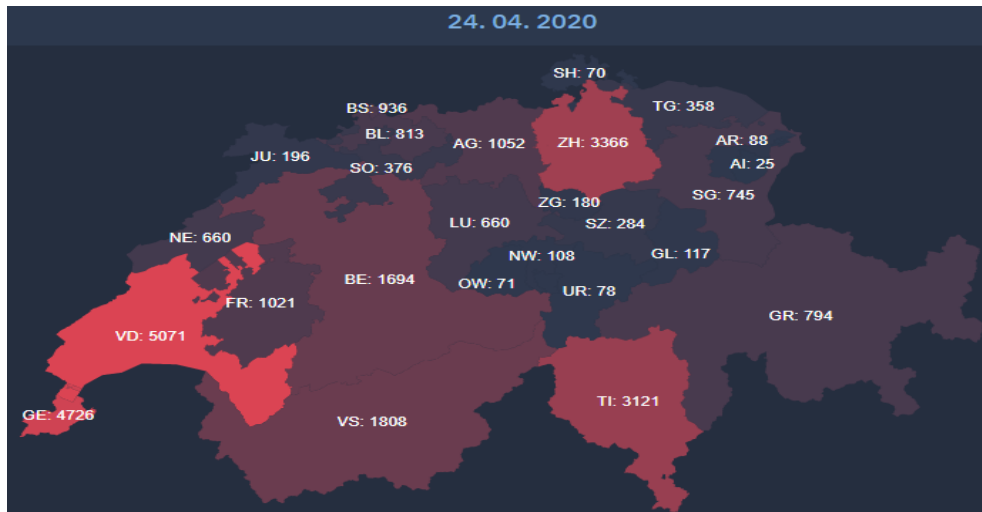 24. 04. 2020
SH: 70
BS: 936
TG: 358
BL: 813
AG: 1052
ZH: 3366
AR: 88
JU: 196
SO: 376
AI: 25
ZG: 180
SG: 745
LU: 660
SZ: 284
NE: 660
NW: 108
GL: 117
BE: 1694
OW: 71
UR: 78
FR: 1021
GR: 794
VD: 5071
GE: 4726
TI: 3121
VS: 1808